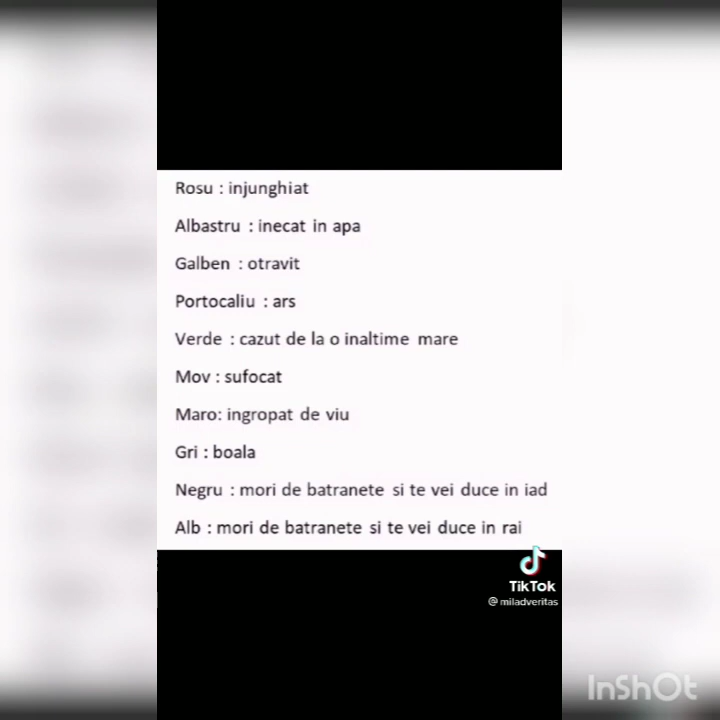 Rosu : injunghiat
Albastru : inecat in apa
Galben : otravit
Portocaliu : ars
Verde : cazut de la o inaltime mare
Mov : sufocat
Maro: ingropat de viu
Gri : boala
Negru : mori de batranete si te vei duce in iad
Alb : mori de batranete si te vei duce in rai
TikTok
@miladveritas
InShOt